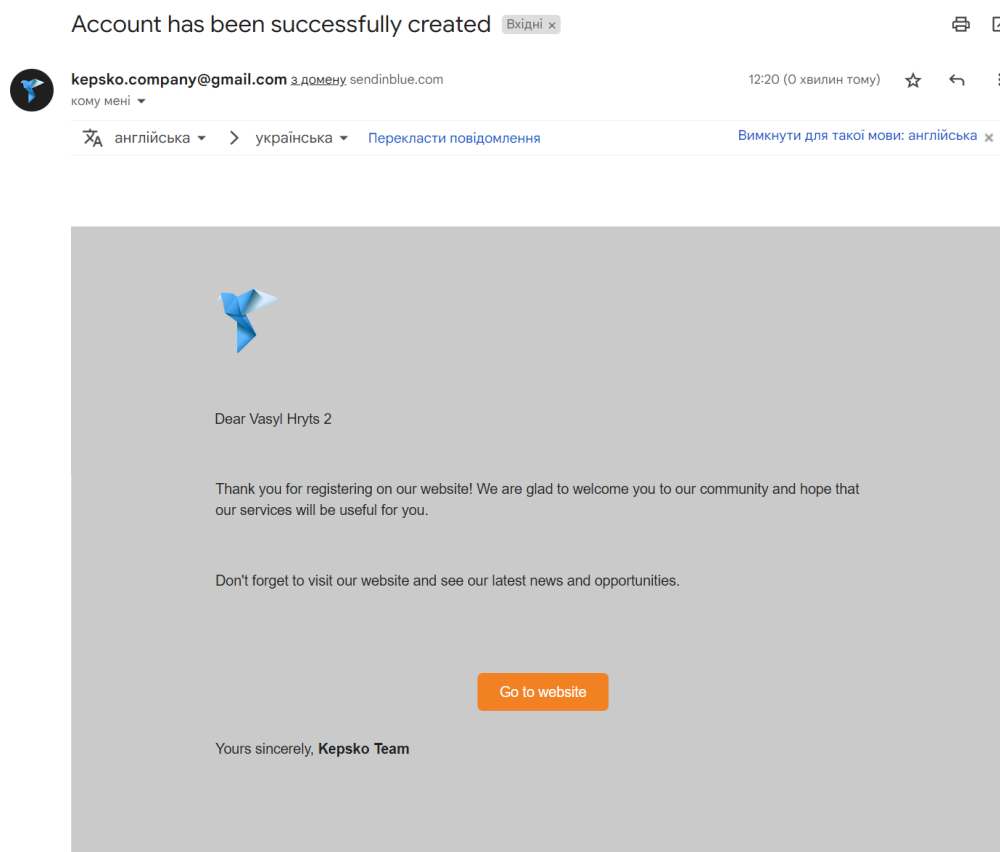 Account has been successfully created Вхідні ×
kepsko.company@gmail.com з домену sendinblue.com 12:20 (0 хвилин тому)
кому мені
английська українська Перекласти повідомлення Вимкнути для такої мови: англійська ×
Dear Vasyl Hryts 2
Thank you for registering on our website! We are glad to welcome you to our community and hope that
our services will be useful for you.
Don't forget to visit our website and see our latest news and opportunities.
Go to website
Yours sincerely, Kepsko Team